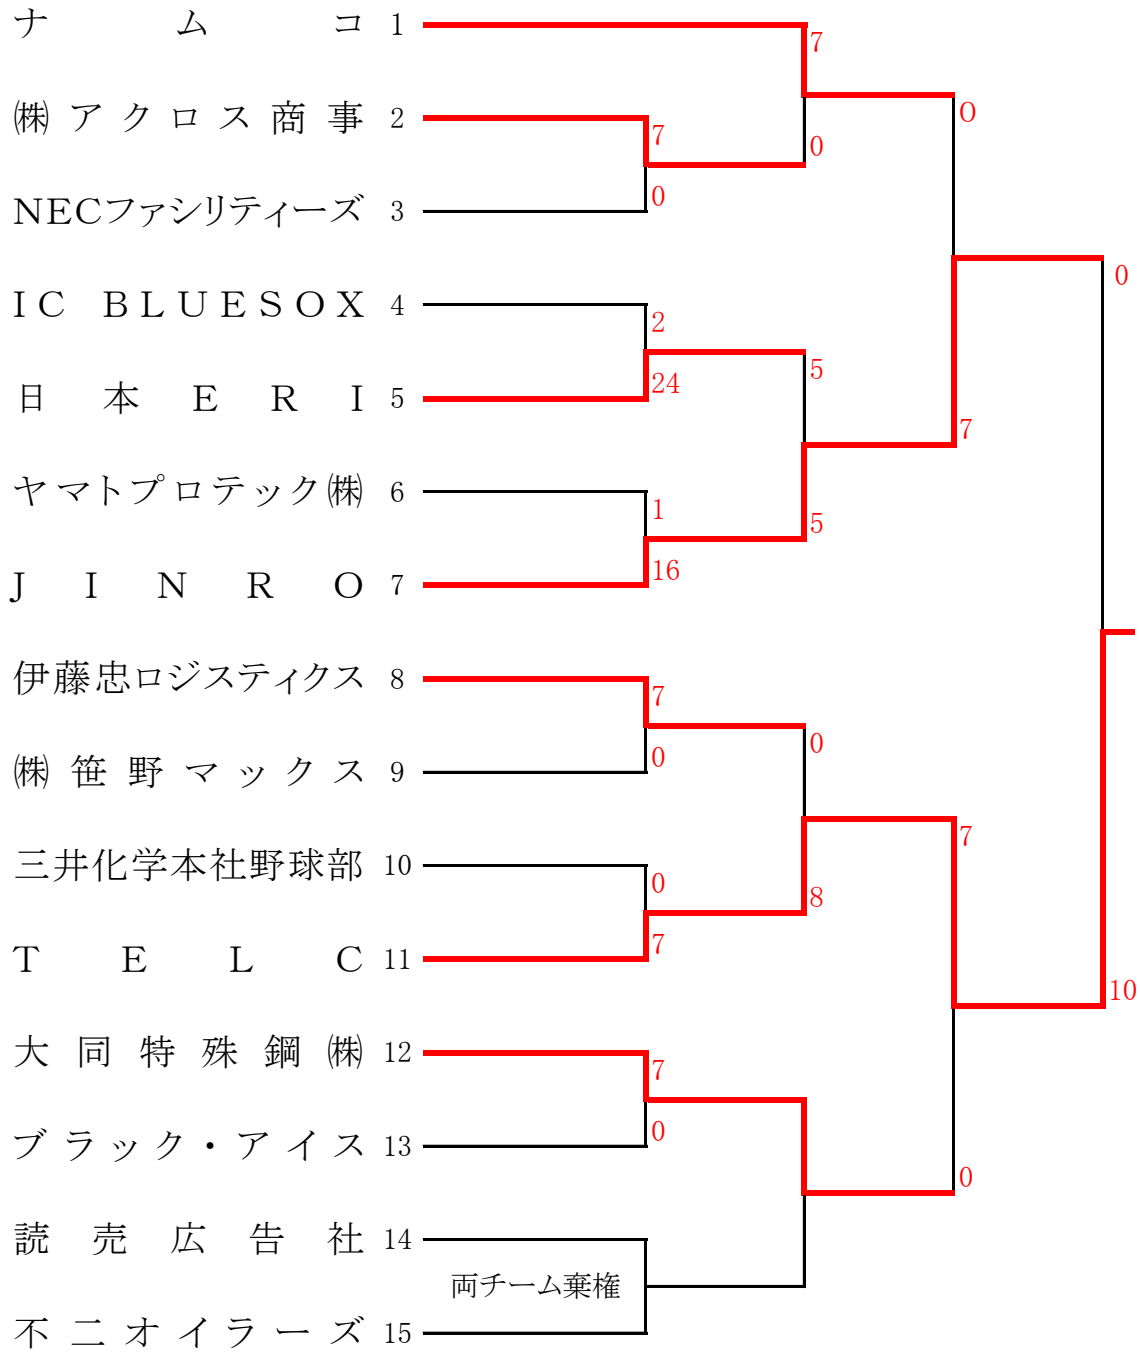 ナムコ 1
7
㈱アクロス商事 2
0
7
0
NECファシリティーズ 3
0
0
IC BLUESOX 4
2
5
日本ERI 5
24
7
ヤマトプロテック㈱ 6
1
5
JINRO 7
16
伊藤忠ロジスティクス 8
7
0
㈱笹野マックス 9
0
7
三井化学本社野球部 10
0
8
TELC 11
7
10
大同特殊鋼㈱ 12
7
ブラック・アイス 13
0
0
読売広告社 14
両チーム棄権
不二オイラーズ 15